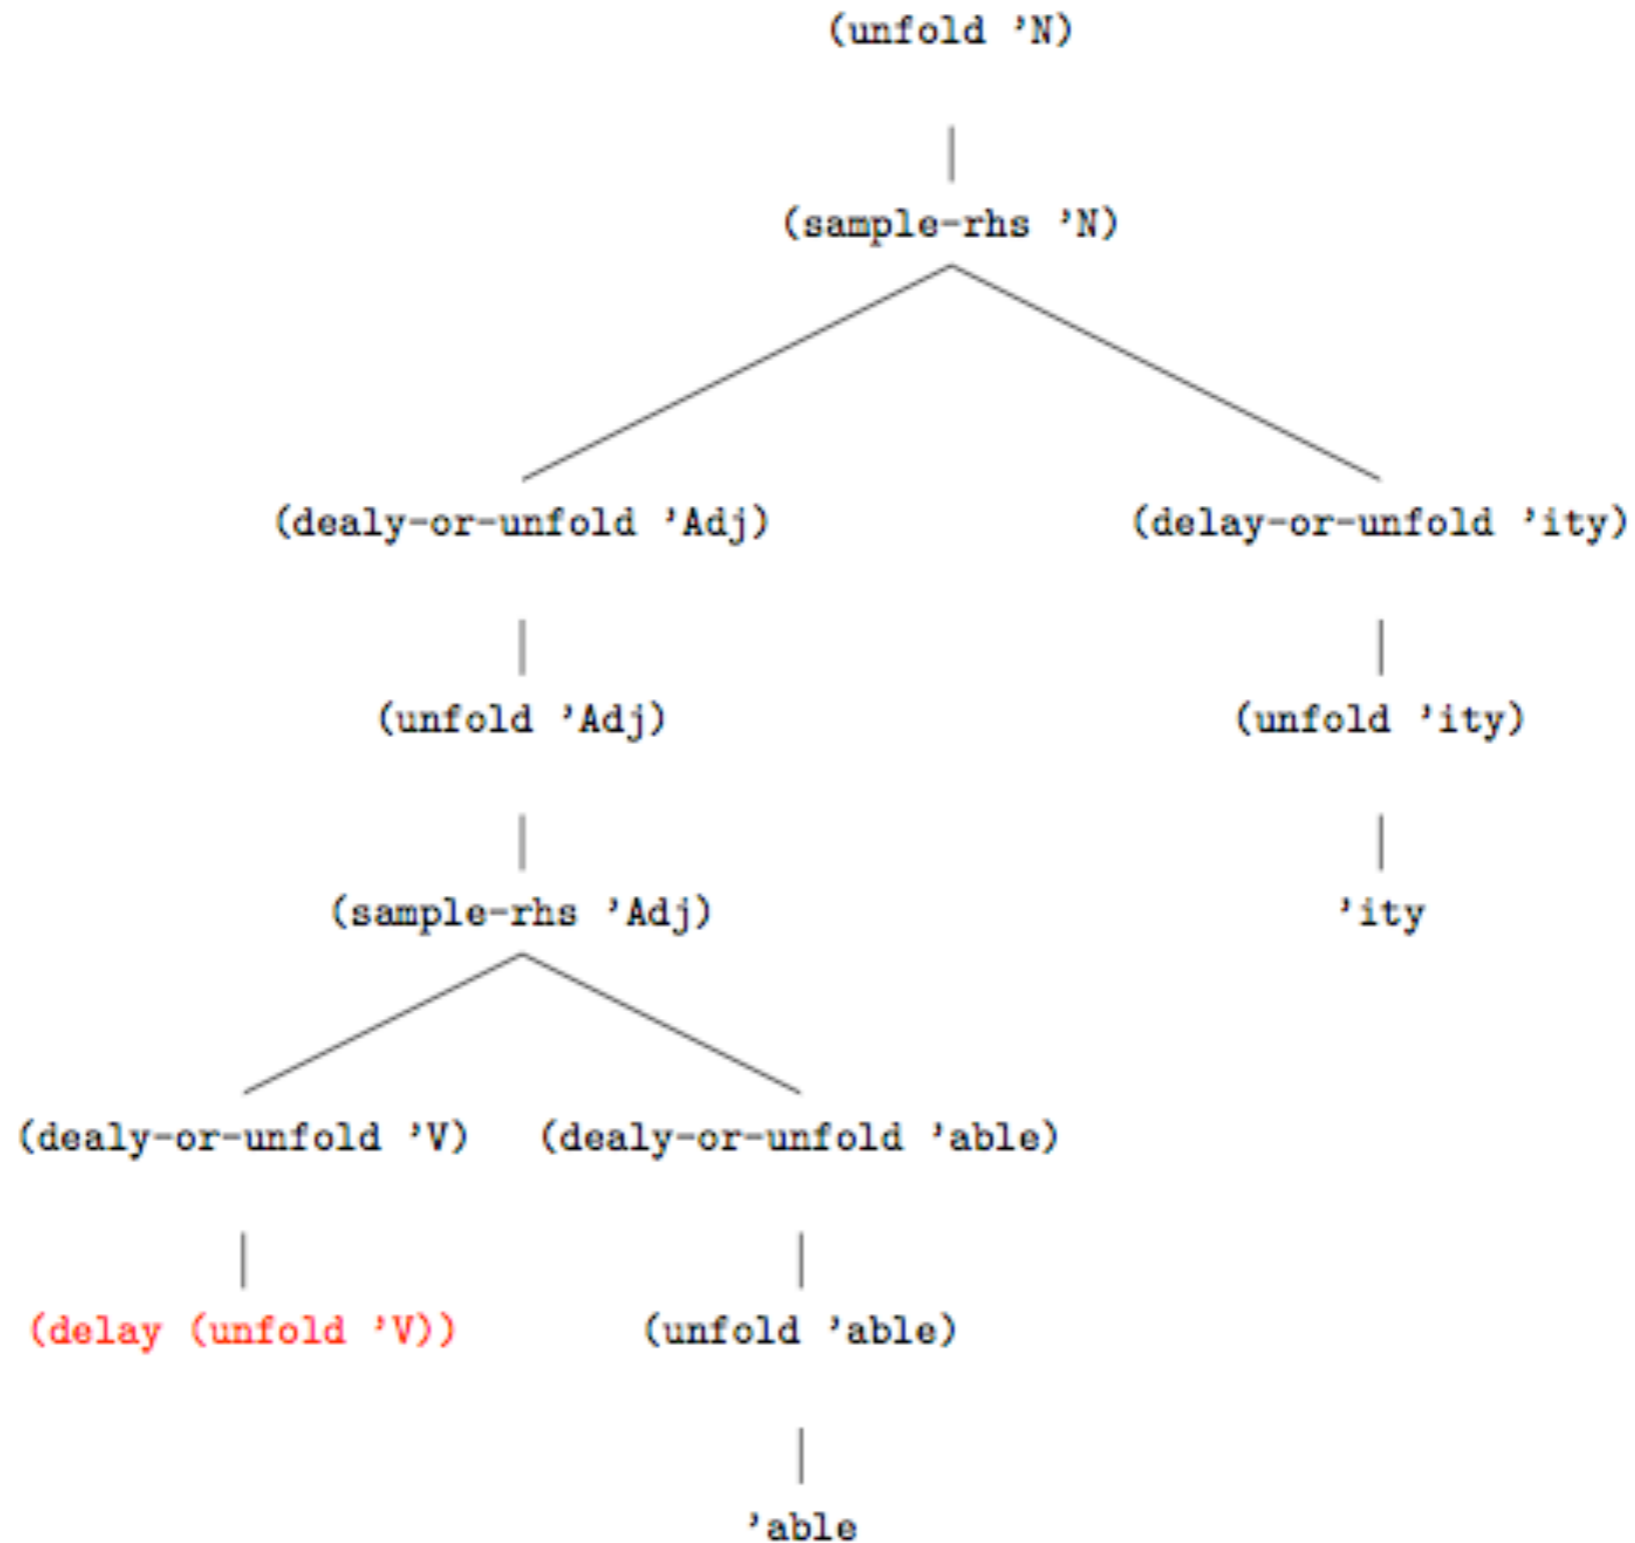 (unfold ’N)
(sample-rhs ’N)
(dealy-or-unfold ’Adj) (delay-or-unfold ’ity)
(unfold ’Adj) (unfold ’ity)
(sample-rhs ’Adj) ’ity
(dealy-or-unfold ’V) (dealy-or-unfold ’able)
(delay (unfold ’V)) (unfold ’able)
’able